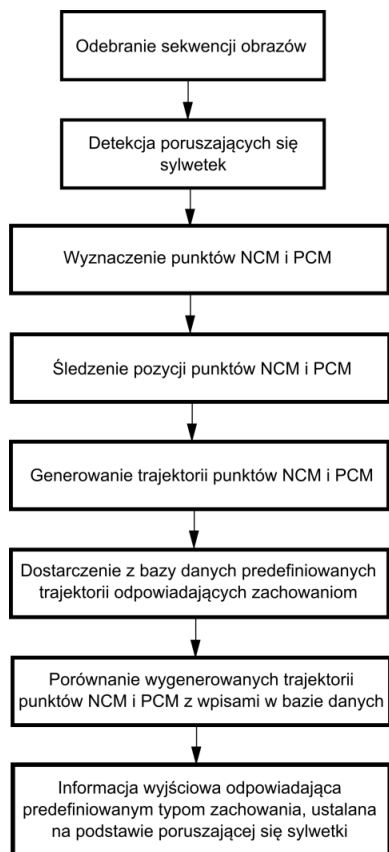 Odebranie sekwencji obrazów
Detekcja poruszających się
sylwetek
Wyznaczenie punktów NCM i PCM
Śledzenie pozycji punktów NCM i PCM
Generowanie trajektorii punktów NCM i PCM
Dostarczenie z bazy danych predefiniowanych
trajektorii odpowiadających zachowaniom
Porównanie wygenerowanych trajektorii
punktów NCM i PCM z wpisami w bazie danych
Informacja wyjściowa odpowiadająca
predefiniowanym typom zachowania, ustalana
na podstawie poruszającej się sylwetki